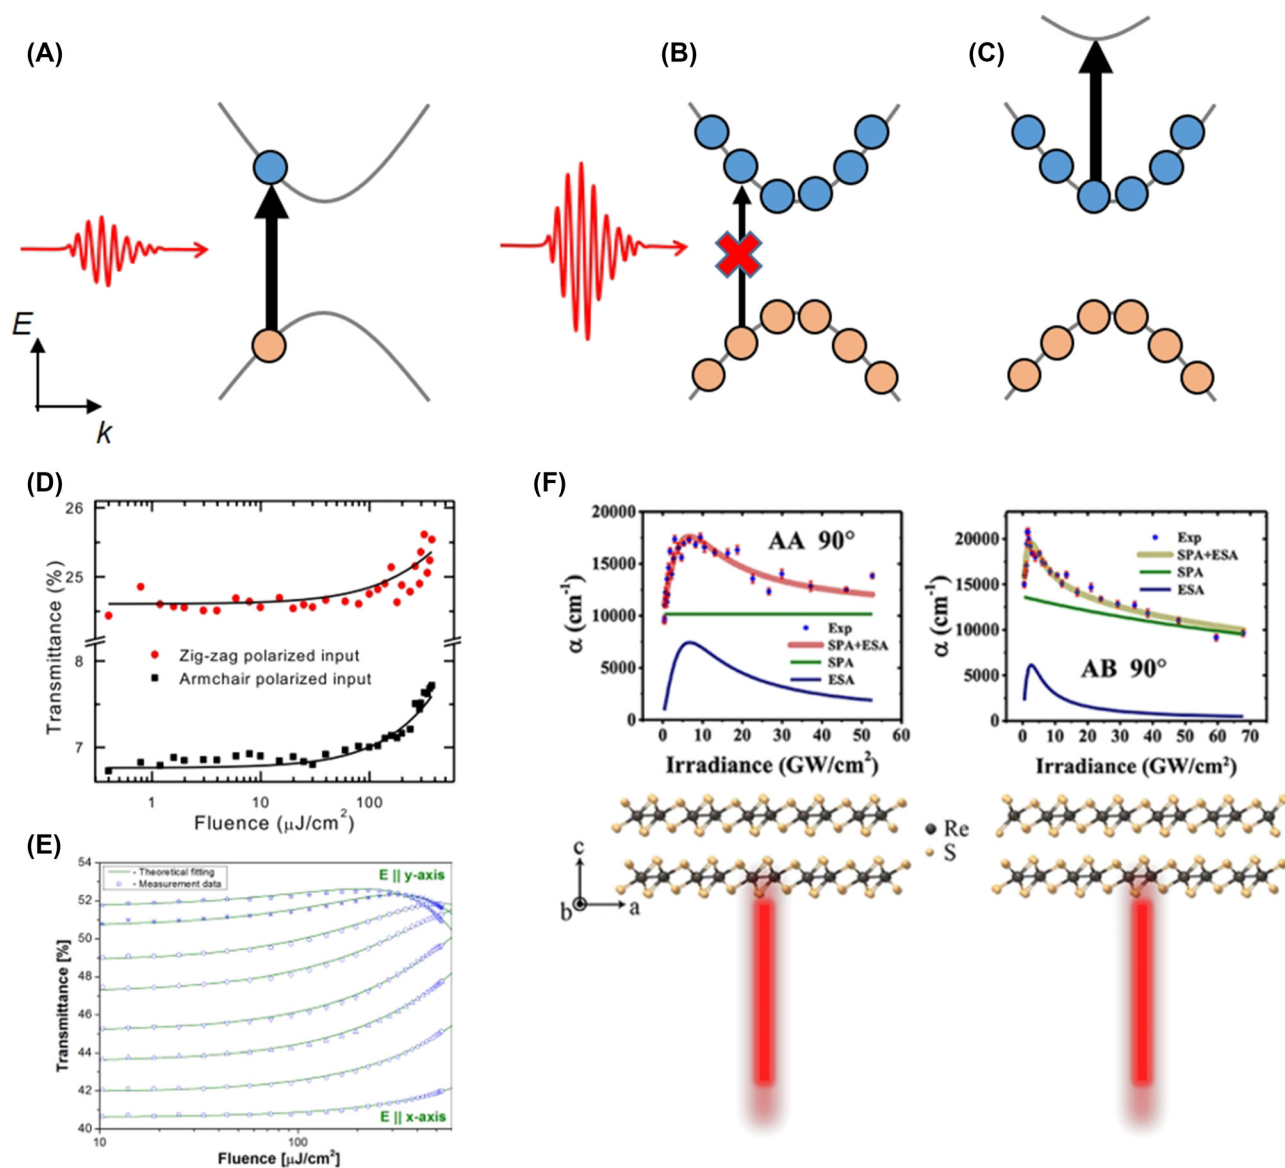 (A)
(B)
(C)
E
k
(D)
26
25
8
7
Transmittance (%)
Zig-zag polarized input
Armchair polarized input
1
10
100
Fluence (μJ/cm²)
(E)
54
52
50
48
46
44
42
40
Transmittance [%]
- Theoretical fitting
- Measurement data
E || y-axis
E || x-axis
10
100
Fluence [μJ/cm²]
(F)
20000
15000
10000
5000
0
α (cm⁻¹)
AA 90°
Exp
SPA+ESA
SPA
ESA
0 10 20 30 40 50 60
Irradiance (GW/cm²)
20000
15000
10000
5000
0
α (cm⁻¹)
Exp
SPA+ESA
SPA
ESA
AB 90°
0 10 20 30 40 50 60 70
Irradiance (GW/cm²)
c
b
a
Re
S